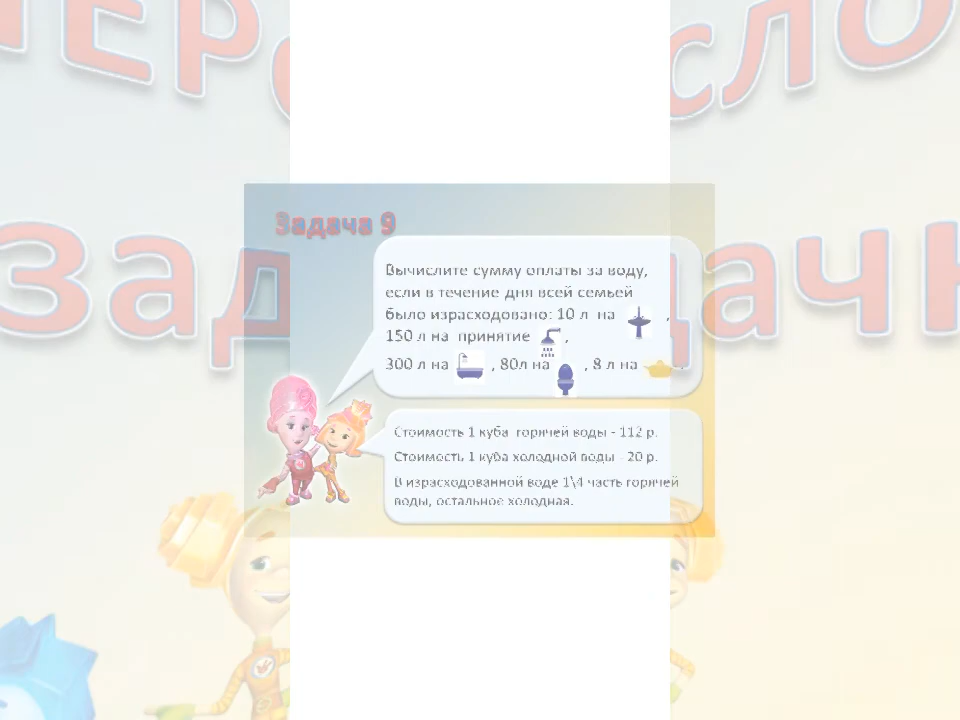 Задача 9
Вычислите сумму оплаты за воду,
если в течение дня всей семьей
было израсходовано: 10 л на ,
150 л на принятие ,
300 л на , 80л на , 8 л на .
Стоимость 1 куба горячей воды - 112 р.
Стоимость 1 куба холодной воды - 20 р.
В израсходованной воде 1\4 часть горячей
воды, остальное холодная.